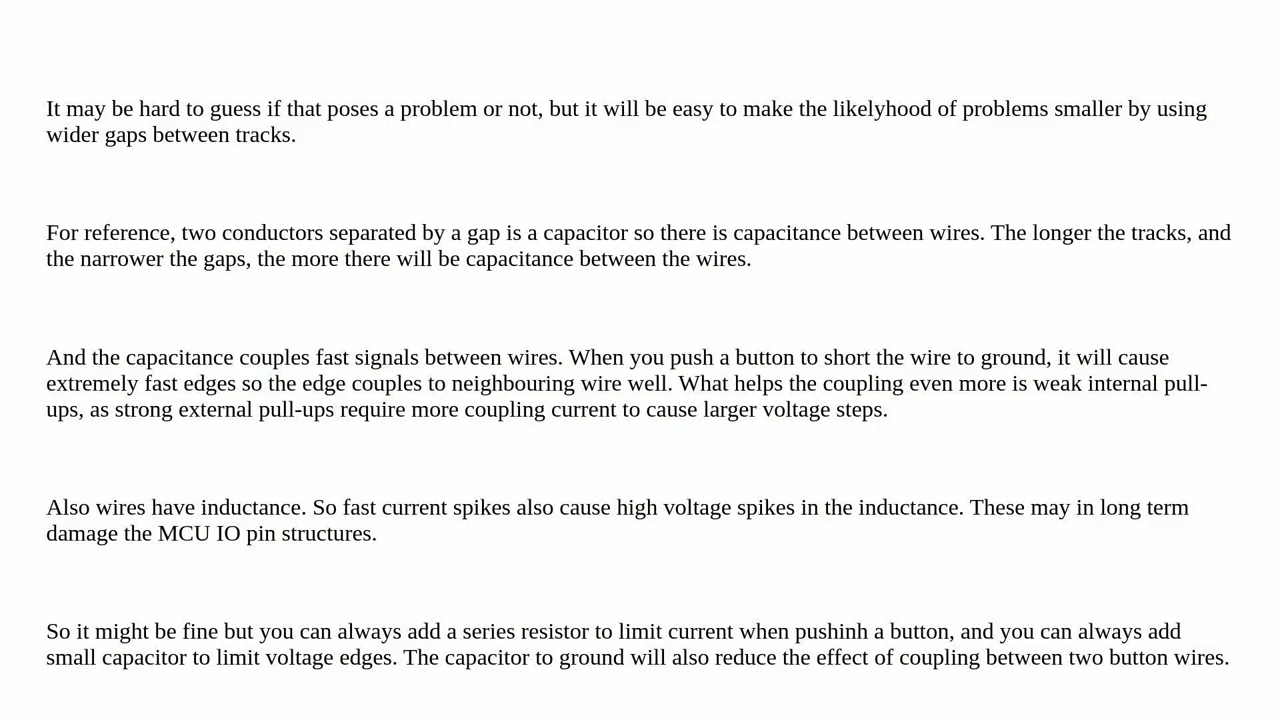 It may be hard to guess if that poses a problem or not, but it will be easy to make the likelyhood of problems smaller by using
wider gaps between tracks.
For reference, two conductors separated by a gap is a capacitor so there is capacitance between wires. The longer the tracks, and
the narrower the gaps, the more there will be capacitance between the wires.
And the capacitance couples fast signals between wires. When you push a button to short the wire to ground, it will cause
extremely fast edges so the edge couples to neighbouring wire well. What helps the coupling even more is weak internal pull-
ups, as strong external pull-ups require more coupling current to cause larger voltage steps.
Also wires have inductance. So fast current spikes also cause high voltage spikes in the inductance. These may in long term
damage the MCU IO pin structures.
So it might be fine but you can always add a series resistor to limit current when pushinh a button, and you can always add
small capacitor to limit voltage edges. The capacitor to ground will also reduce the effect of coupling between two button wires.